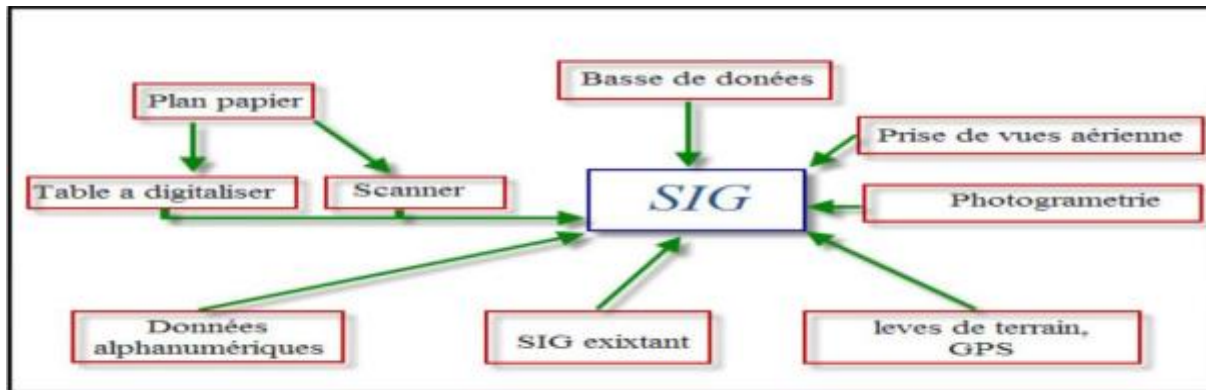 Basse de donées
Plan papier
Prise de vues aérienne
Table a digitaliser
Scanner
SIG
Photogrametrie
Données
alphanumériques
SIG exixtant
leves de terrain,
GPS